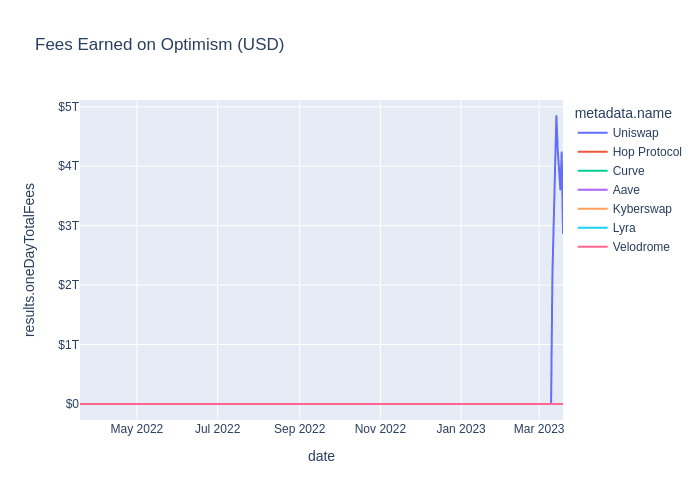 Fees Earned on Optimism (USD)
metadata.name
Uniswap
Hop Protocol
Curve
Aave
Kyberswap
Lyra
Velodrome
results.oneDayTotalFees
$5T
$4T
$3T
$2T
$1T
$0
May 2022
Jul 2022
Sep 2022
Nov 2022
Jan 2023
Mar 2023
date